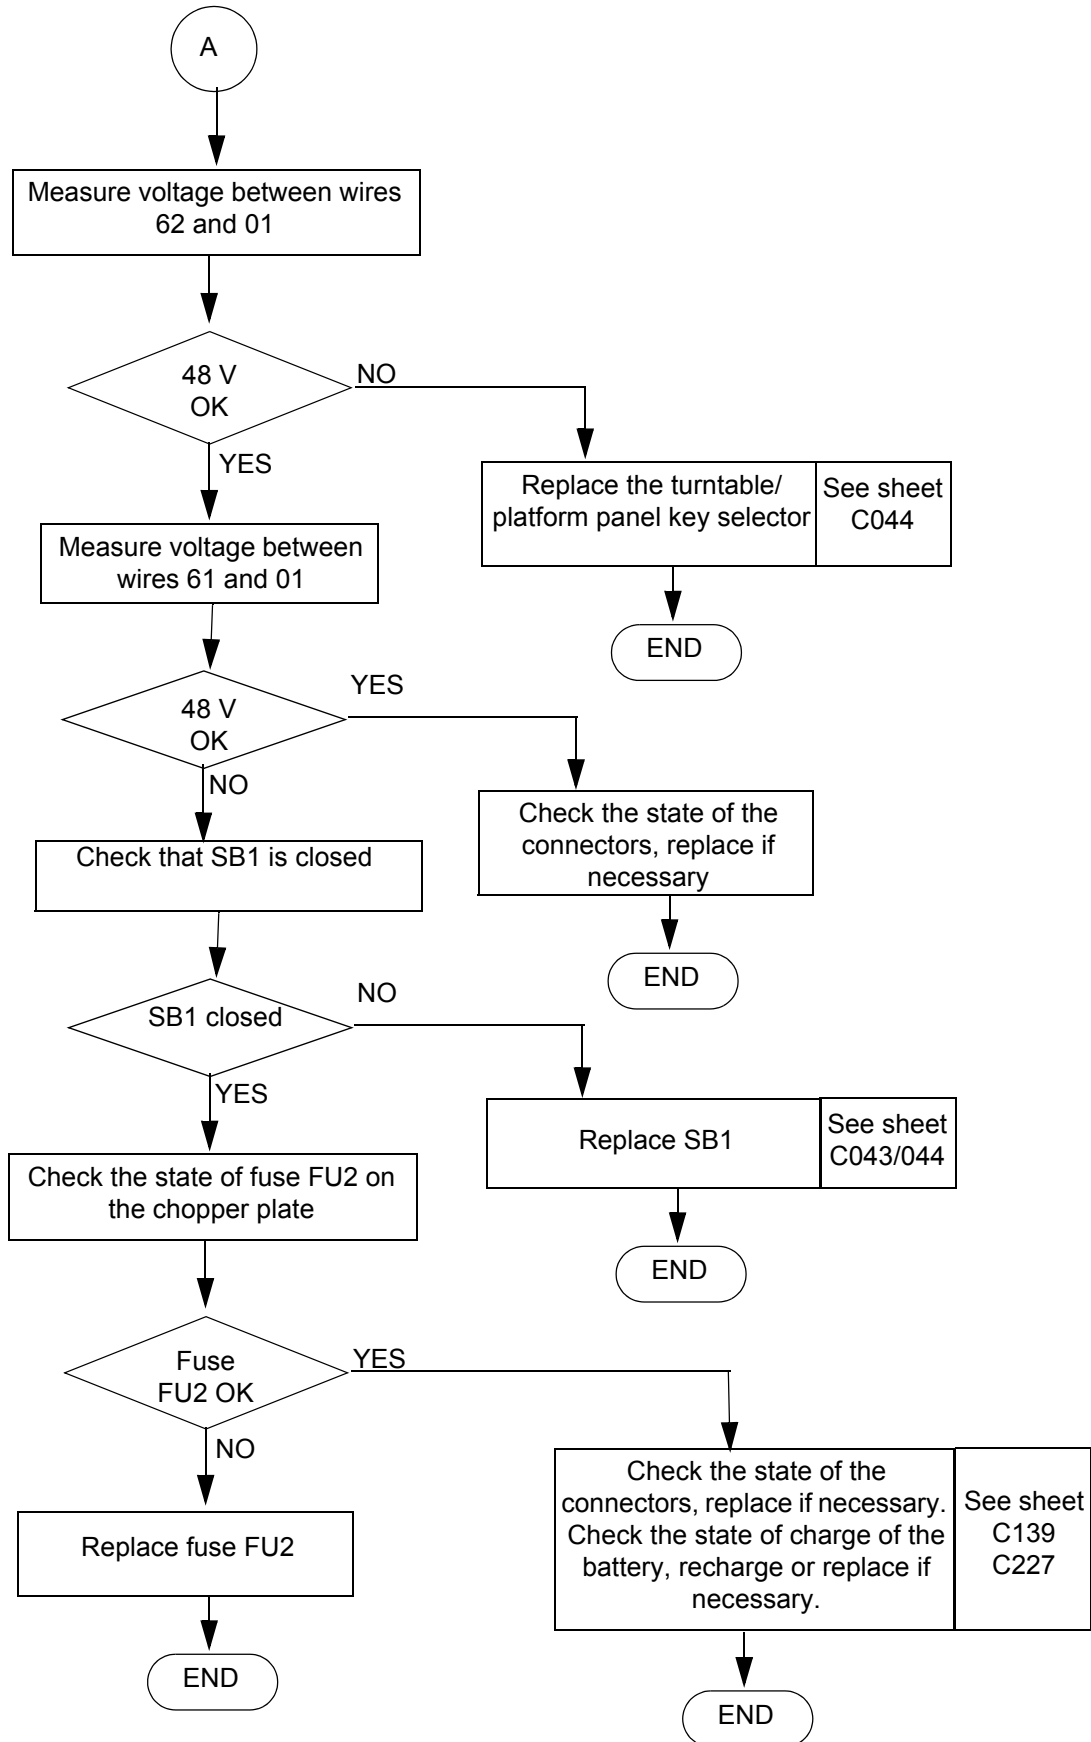 A
Measure voltage between wires
62 and 01
48 V
OK
NO
YES
Replace the turntable/
platform panel key selector
See sheet
C044
END
Measure voltage between
wires 61 and 01
48 V
OK
YES
NO
Check the state of the
connectors, replace if
necessary
END
Check that SB1 is closed
SB1 closed
NO
YES
Replace SB1
See sheet
C043/044
END
Check the state of fuse FU2 on
the chopper plate
Fuse
FU2 OK
YES
NO
Check the state of the
connectors, replace if necessary.
Check the state of charge of the
battery, recharge or replace if
necessary.
See sheet
C139
C227
END
Replace fuse FU2
END